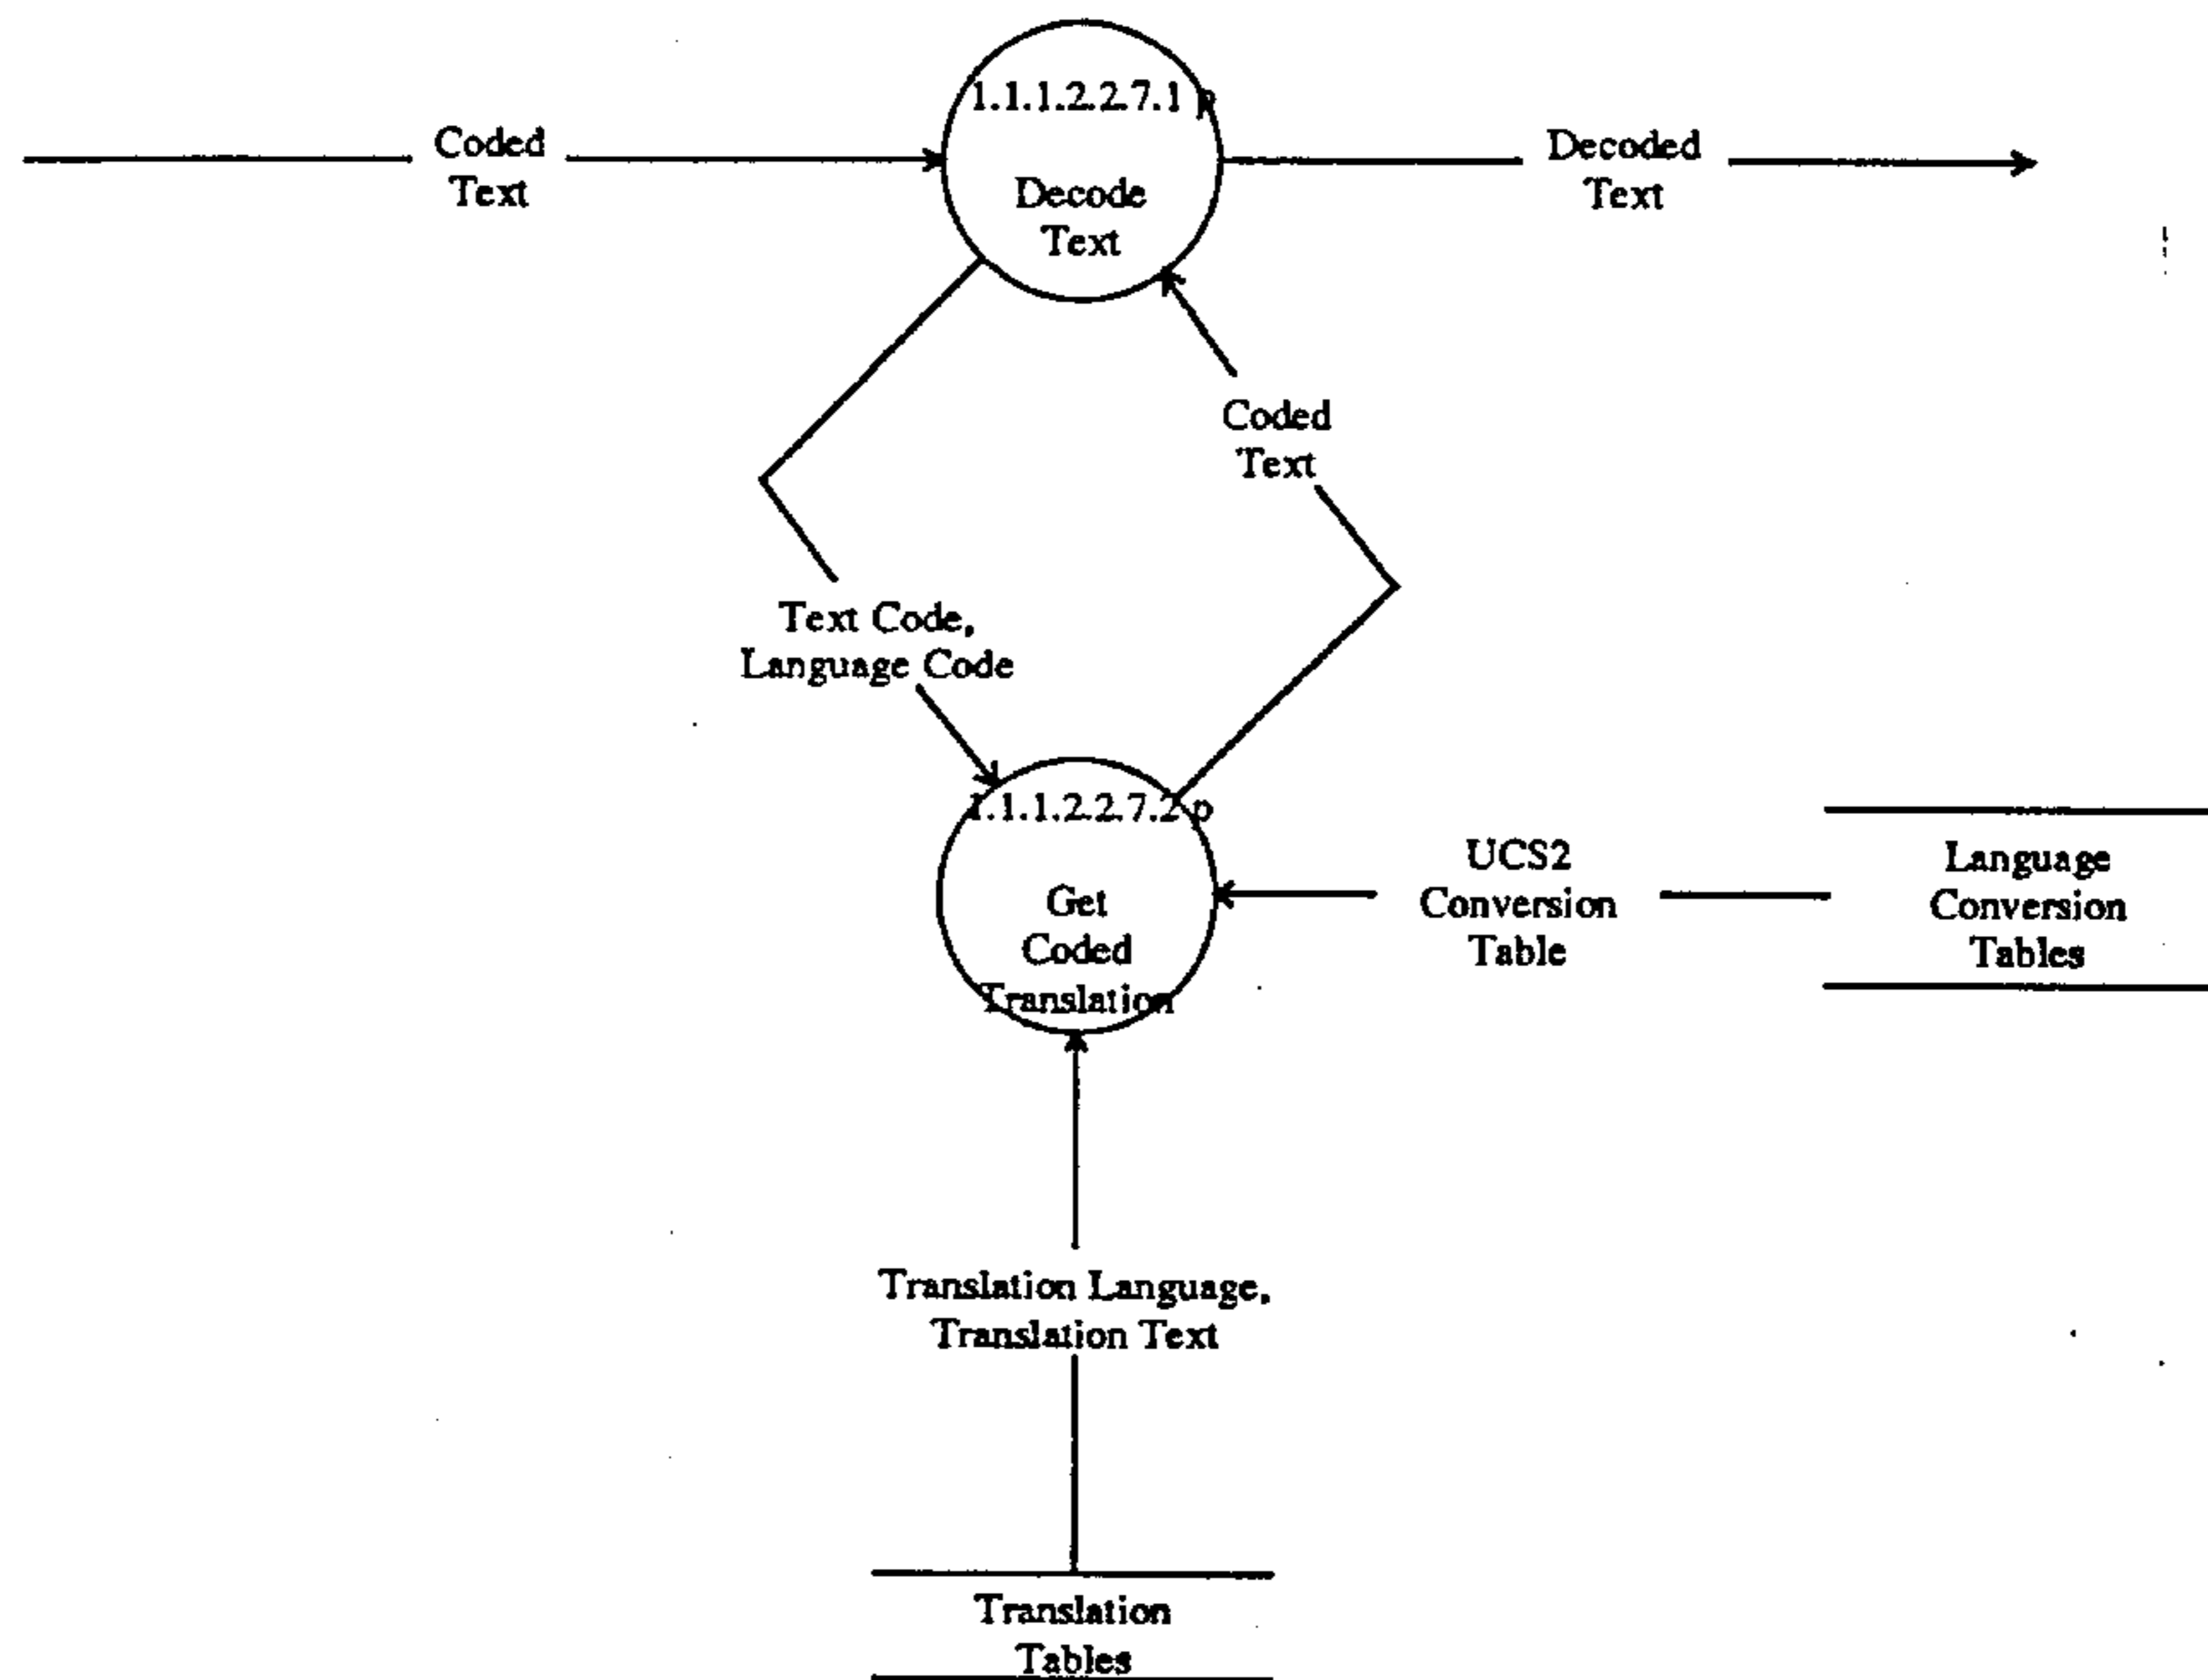 1.1.1.2.2.7.1 p
Coded
Text
Decode
Text
Decoded
Text
Coded
Text
Text Code,
Language Code
1.1.1.2.2.7.2 p
Get
Coded
Translation
UCS2
Conversion
Table
Language
Conversion
Tables
Translation Language,
Translation Text
Translation
Tables